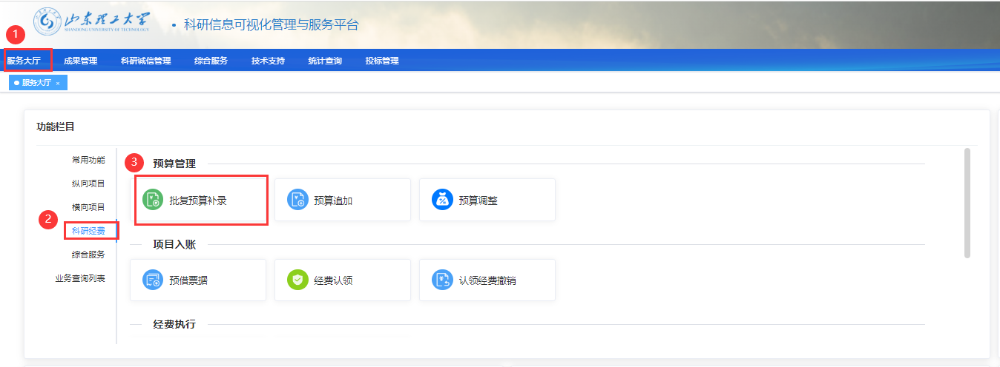 山东理工大学
SHANDONG UNIVERSITY OF TECHNOLOGY
• 科研信息可视化管理与服务平台
1
服务大厅 成果管理 科研诚信管理 综合服务 技术支持 统计查询 投标管理
服务大厅 ×
功能栏目
常用功能
纵向项目
横向项目
2
科研经费
综合服务
业务查询列表
3
预算管理
批复预算补录 预算追加 预算调整
项目入账
预借票据 经费认领 认领经费撤销
经费执行